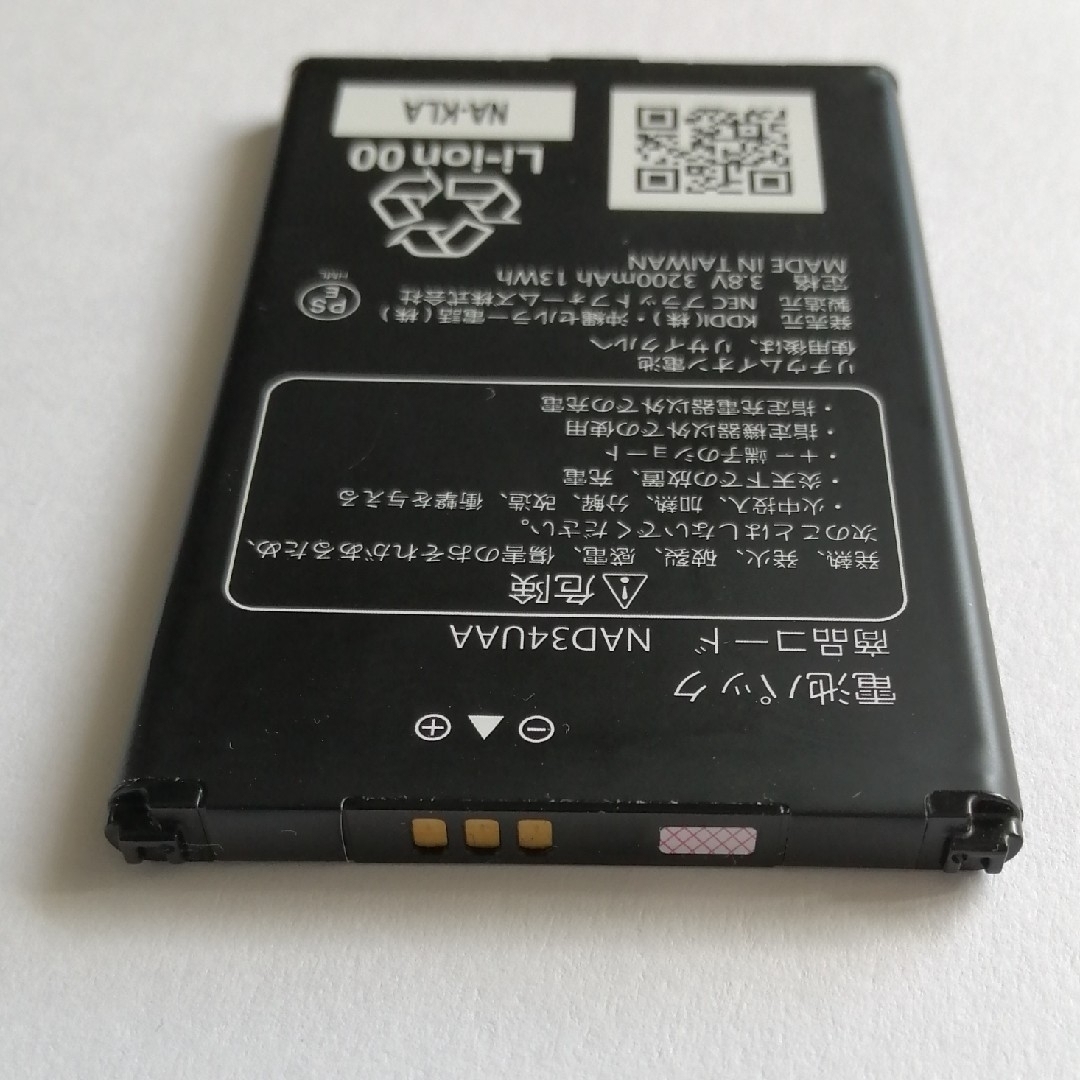 電池パック
商品コード NAD34UAA
危険
発熱、発火、破裂、感電、傷害のおそれがあるため、
次のことはしないでください。
・火中投入、加熱、分解、改造、衝撃を与える
・炎天下での放置、充電
・＋－端子のショート
・指定機器以外での使用
・指定充電器以外での充電
リチウムイオン電池
使用後は、リサイクルへ
発売元 KDDI(株)・沖縄セルラー電話(株)
製造元 NECプラットフォームズ株式会社
定格 3.8V 3200mAh 13Wh
MADE IN TAIWAN
PS
E
Li-ion 00
NA-KLA